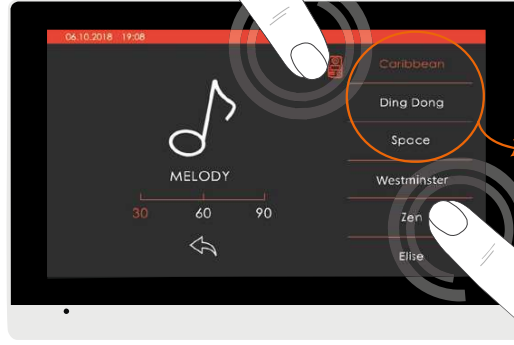 06.10.2018 19:08
Caribbean
Ding Dong
Space
Westminster
Zen
Elise
MELODY
30 60 90